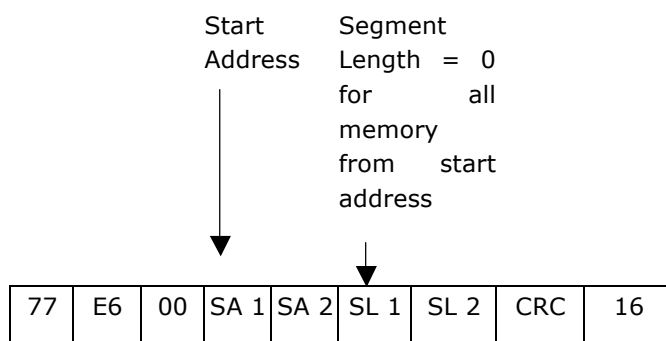 Start
Address
Segment
Length = 0
for all
memory
from start
address
77 E6 00 SA 1 SA 2 SL 1 SL 2 CRC 16